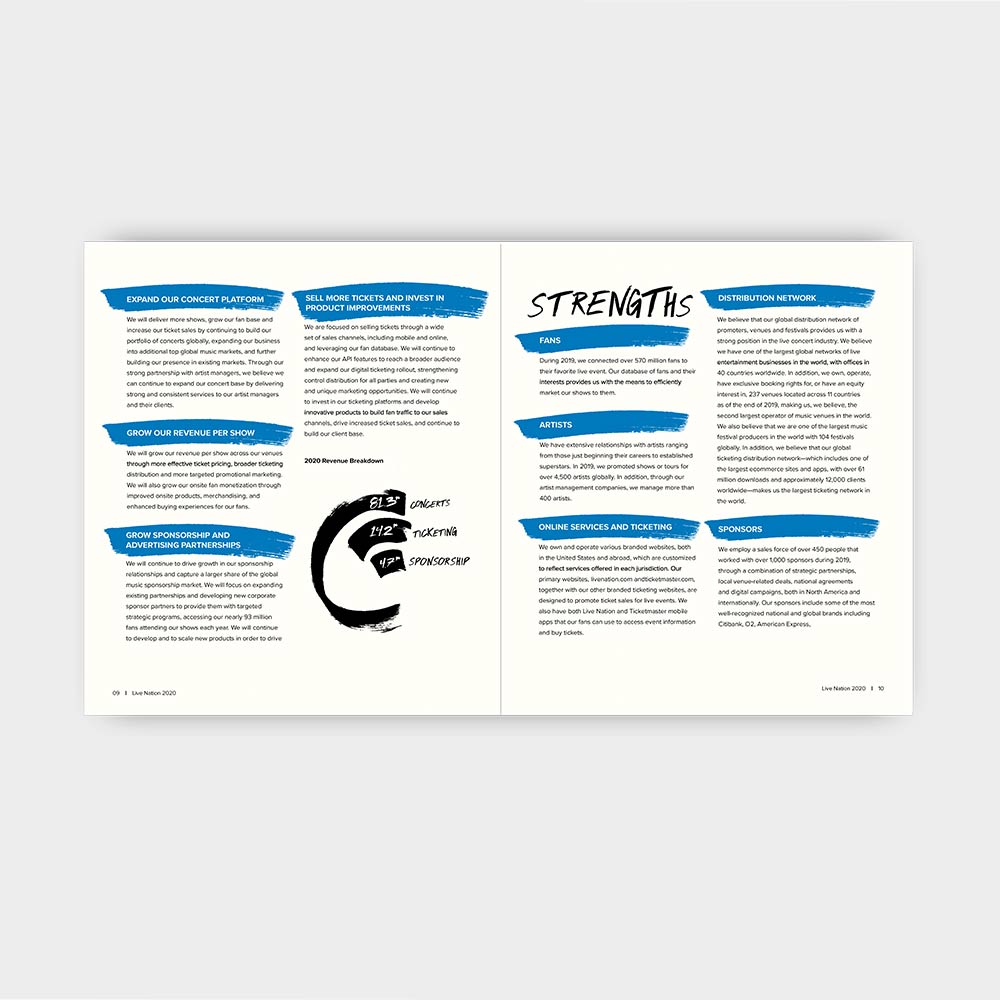 EXPAND OUR CONCERT PLATFORM
We will deliver more shows, grow our fan base and
increase our ticket sales by continuing to build our
portfolio of concerts globally, expanding our business
into additional top global music markets, and further
building our presence in existing markets. Through our
strong partnership with artist managers, we believe we
can continue to expand our concert base by delivering
strong and consistent services to our artist managers
and their clients.
GROW OUR REVENUE PER SHOW
We will grow our revenue per show across our venues
through more effective ticket pricing, broader ticketing
distribution and more targeted promotional marketing.
We will also grow our onsite fan monetization through
improved onsite products, merchandising, and
enhanced buying experiences for our fans.
GROW SPONSORSHIP AND
ADVERTISING PARTNERSHIPS
We will continue to drive growth in our sponsorship
relationships and capture a larger share of the global
music sponsorship market. We will focus on expanding
existing partnerships and developing new corporate
sponsor partners to provide them with targeted
strategic programs, accessing our nearly 93 million
fans attending our shows each year. We will continue
to develop and to scale new products in order to drive
SELL MORE TICKETS AND INVEST IN
PRODUCT IMPROVEMENTS
We are focused on selling tickets through a wide
set of sales channels, including mobile and online,
and leveraging our fan database. We will continue to
enhance our API features to reach a broader audience
and expand our digital ticketing rollout, strengthening
control distribution for all parties and creating new
and unique marketing opportunities. We will continue
to invest in our ticketing platforms and develop
innovative products to build fan traffic to our sales
channels, drive increased ticket sales, and continue to
build our client base.
2020 Revenue Breakdown
CONCERTS
TICKETING
SPONSORSHIP
09 | Live Nation 2020
STRENGTHS
FANS
During 2019, we connected over 570 million fans to
their favorite live event. Our database of fans and their
interests provides us with the means to efficiently
market our shows to them.
ARTISTS
We have extensive relationships with artists ranging
from those just beginning their careers to established
superstars. In 2019, we promoted shows or tours for
over 4,500 artists globally. In addition, through our
artist management companies, we manage more than
400 artists.
ONLINE SERVICES AND TICKETING
We own and operate various branded websites, both
in the United States and abroad, which are customized
to reflect services offered in each jurisdiction. Our
primary websites, livenation.com andticketmaster.com,
together with our other branded ticketing websites, are
designed to promote ticket sales for live events. We
also have both Live Nation and Ticketmaster mobile
apps that our fans can use to access event information
and buy tickets.
DISTRIBUTION NETWORK
We believe that our global distribution network of
promoters, venues and festivals provides us with a
strong position in the live concert industry. We believe
we have one of the largest global networks of live
entertainment businesses in the world, with offices in
40 countries worldwide. In addition, we own, operate,
have exclusive booking rights for, or have an equity
interest in, 237 venues located across 11 countries
as of the end of 2019, making us, we believe, the
second largest operator of music venues in the world.
We also believe that we are one of the largest music
festival producers in the world with 104 festivals
globally. In addition, we believe that our global
ticketing distribution network—which includes one of
the largest ecommerce sites and apps, with over 61
million downloads and approximately 12,000 clients
worldwide—makes us the largest ticketing network in
the world.
SPONSORS
We employ a sales force of over 450 people that
worked with over 1,000 sponsors during 2019,
through a combination of strategic partnerships,
local venue-related deals, national agreements
and digital campaigns, both in North America and
internationally. Our sponsors include some of the most
well-recognized national and global brands including
Citibank, O2, American Express,
Live Nation 2020 | 10